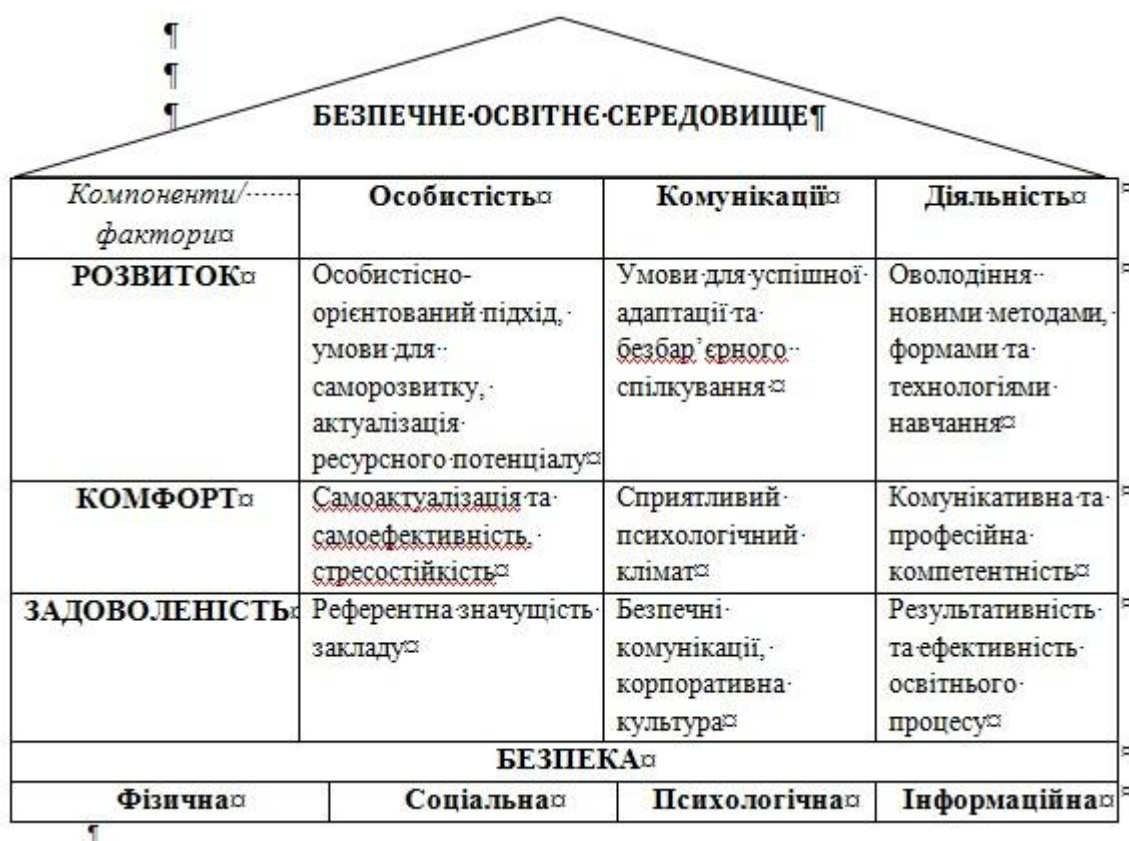 БЕЗПЕЧНЕ ОСВІТНЄ СЕРЕДОВИЩЕ
Компоненти/
фактори
Особистість
Комунікації
Діяльність
РОЗВИТОК
Особистісно-
орієнтований підхід,
умови для
саморозвитку,
актуалізація
ресурсного потенціалу
Умови для успішної
адаптації та
безбар’єрного
спілкування
Оволодіння
новими методами,
формами та
технологіями
навчання
КОМФОРТ
Самоактуалізація та
самоефективність,
стресостійкість
Сприятливий
психологічний
клімат
Комунікативна та
професійна
компетентність
ЗАДОВОЛЕНІСТЬ
Референтна значущість
закладу
Безпечні
комунікації,
корпоративна
культура
Результативність
та ефективність
освітнього
процесу
БЕЗПЕКА
Фізична
Соціальна
Психологічна
Інформаційна